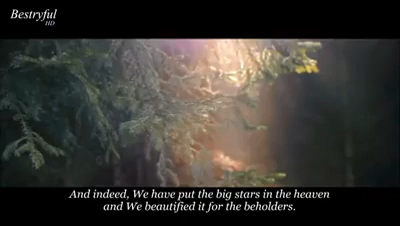 Bestryful
HD
And indeed, We have put the big stars in the heaven
and We beautified it for the beholders.